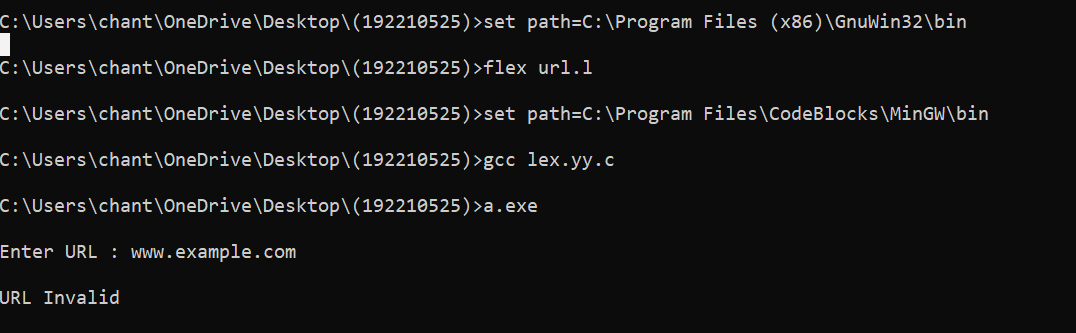 C:\Users\chant\OneDrive\Desktop\(192210525)>set path=C:\Program Files (x86)\GnuWin32\bin
C:\Users\chant\OneDrive\Desktop\(192210525)>flex url.l
C:\Users\chant\OneDrive\Desktop\(192210525)>set path=C:\Program Files\CodeBlocks\MinGW\bin
C:\Users\chant\OneDrive\Desktop\(192210525)>gcc lex.yy.c
C:\Users\chant\OneDrive\Desktop\(192210525)>a.exe
Enter URL : www.example.com
URL Invalid